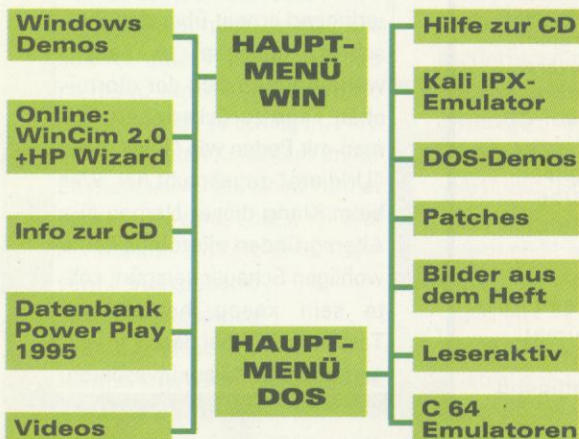 Windows
Demos
Online:
WinCim 2.0
+HP Wizard
Info zur CD
Datenbank
Power Play
1995
Videos
HAUPT-
MENÜ
WIN
HAUPT-
MENÜ
DOS
Hilfe zur CD
Kali IPX-
Emulator
DOS-Demos
Patches
Bilder aus
dem Heft
Leseraktiv
C 64
Emulatoren